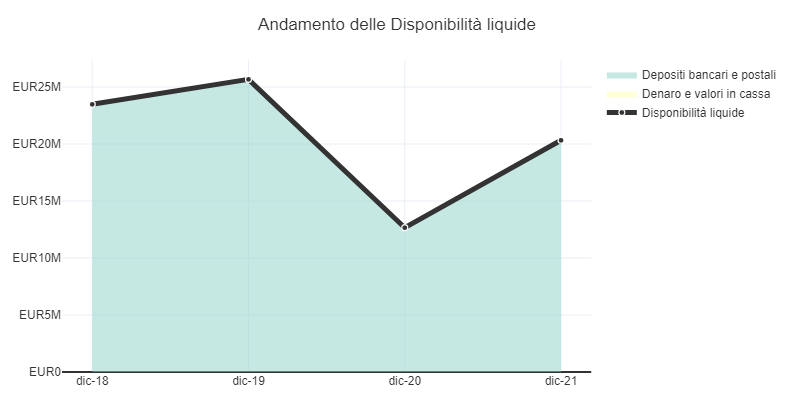 Andamento delle Disponibilità liquide
EUR25M
EUR20M
EUR15M
EUR10M
EUR5M
EUR0
dic-18
dic-19
dic-20
dic-21
Depositi bancari e postali
Denaro e valori in cassa
Disponibilità liquide